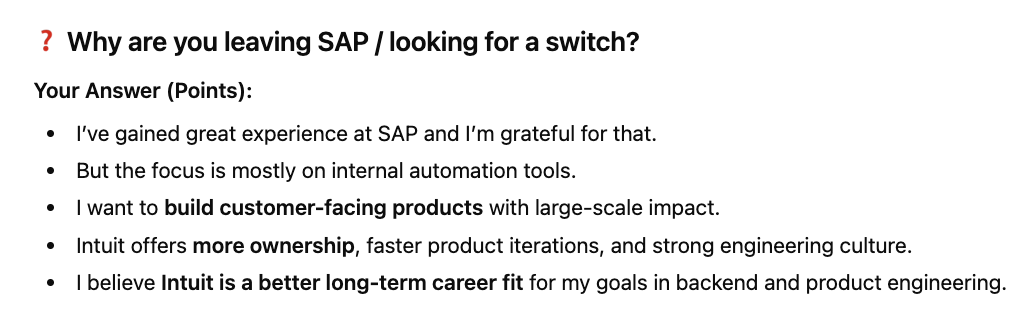 ❓ Why are you leaving SAP / looking for a switch?
Your Answer (Points):
• I’ve gained great experience at SAP and I’m grateful for that.
• But the focus is mostly on internal automation tools.
• I want to build customer-facing products with large-scale impact.
• Intuit offers more ownership, faster product iterations, and strong engineering culture.
• I believe Intuit is a better long-term career fit for my goals in backend and product engineering.